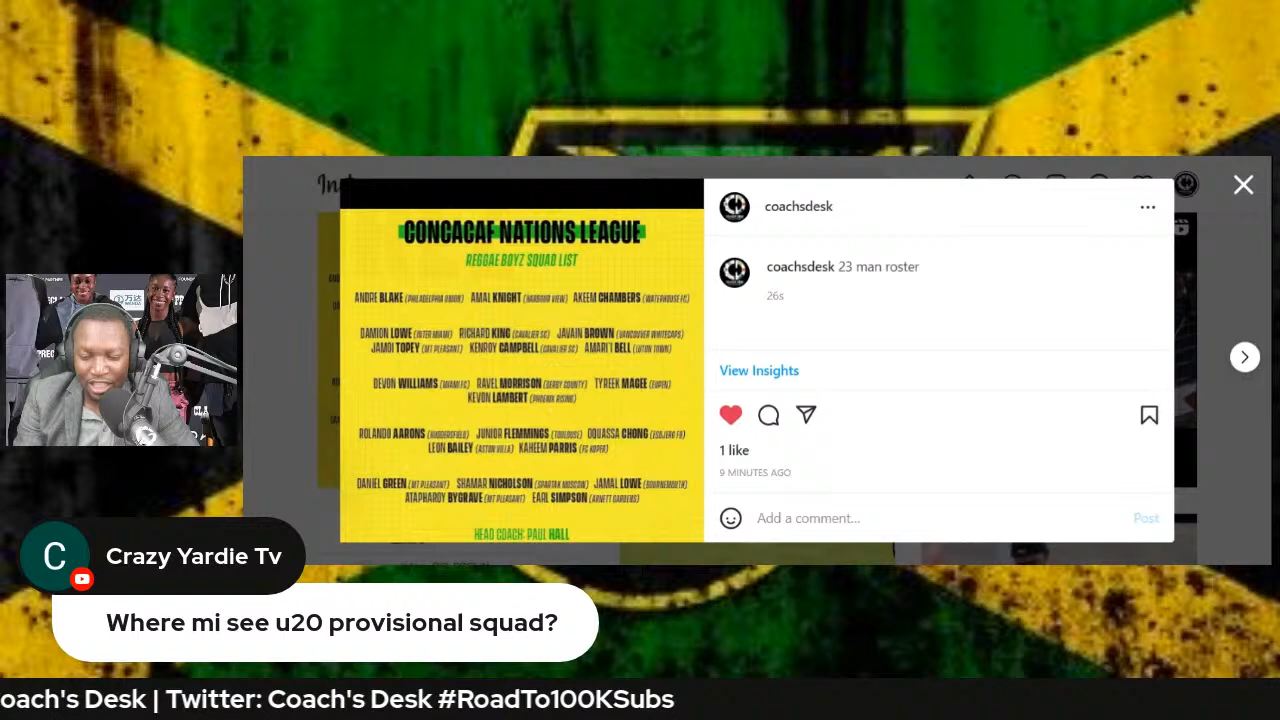 CONCACAF NATIONS LEAGUE
REGGAE BOYZ SQUAD LIST
ANDRE BLAKE (PHILADELPHIA UNION) AMAL KNIGHT (HARBOUR VIEW) AKEEM CHAMBERS (WATERHOUSE FC)
DAMION LOWE (INTER MIAMI) RICHARD KING (CAVALIER SC) JAVAIN BROWN (VANCOUVER WHITECAPS)
JAMOI TOPEY (MT PLEASANT) KENROY CAMPBELL (CAVALIER SC) AMARI'I BELL (LUTON TOWN)
DEVON WILLIAMS (MIAMI FC) RAVEL MORRISON (DERBY COUNTY) TYREEK MAGEE (EUPEN)
KEVON LAMBERT (PHOENIX RISING)
ROLANDO AARONS (HUDDERSFIELD) JUNIOR FLEMMINGS (TOULOUSE) OQUASSA CHONG (ESBJERG FB)
LEON BAILEY (ASTON VILLA) KAHEEM PARRIS (FC KOPER)
DANIEL GREEN (MT PLEASANT) SHAMAR NICHOLSON (SPARTAK MOSCOW) JAMAL LOWE (BOURNEMOUTH)
ATAPHARDY BYGRAVE (MT PLEASANT) EARL SIMPSON (ARNETT GARDENS)
HEAD COACH: PAUL HALL
coachsdesk
coachsdesk 23 man roster
26s
View Insights
1 like
9 MINUTES AGO
Add a comment...
Post
C
Crazy Yardie Tv
Where mi see u20 provisional squad?
oach's Desk | Twitter: Coach's Desk #RoadTo100KSubs